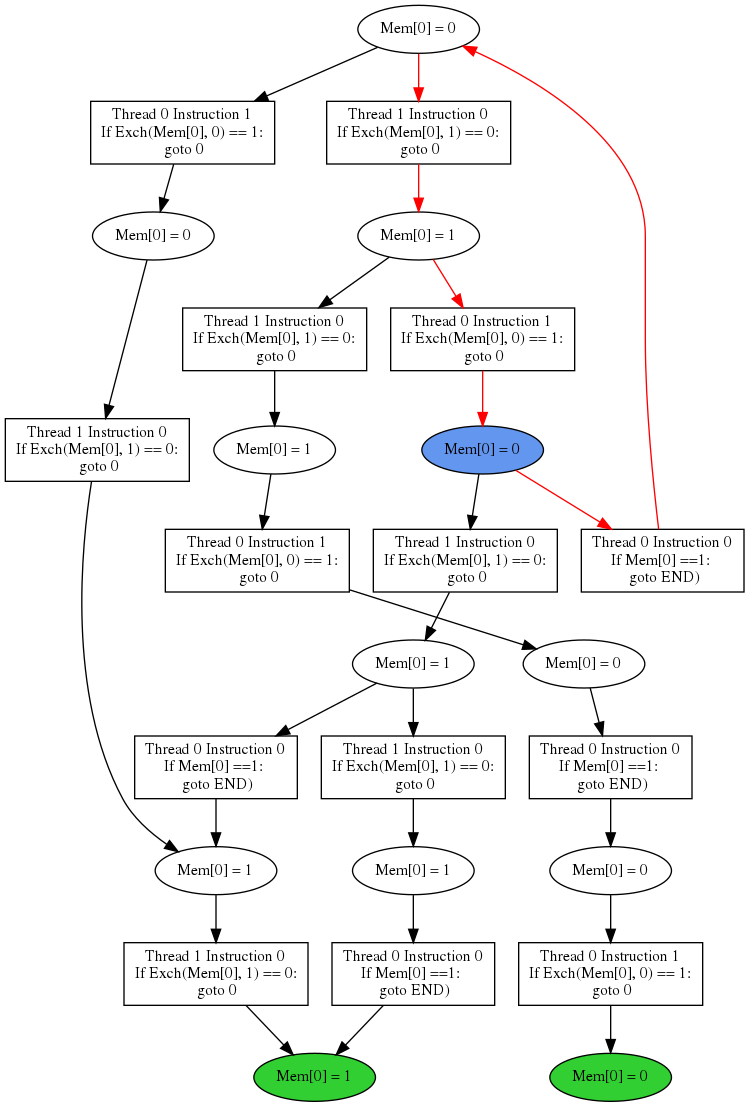 Mem[0] = 0
Thread 0 Instruction 1
If Exch(Mem[0], 0) == 1:
goto 0
Thread 1 Instruction 0
If Exch(Mem[0], 1) == 0:
goto 0
Mem[0] = 0
Mem[0] = 1
Thread 1 Instruction 0
If Exch(Mem[0], 1) == 0:
goto 0
Thread 0 Instruction 1
If Exch(Mem[0], 0) == 1:
goto 0
Thread 1 Instruction 0
If Exch(Mem[0], 1) == 0:
goto 0
Mem[0] = 1
Mem[0] = 0
Thread 0 Instruction 1
If Exch(Mem[0], 0) == 1:
goto 0
Thread 1 Instruction 0
If Exch(Mem[0], 1) == 0:
goto 0
Thread 0 Instruction 0
If Mem[0] ==1:
goto END)
Mem[0] = 1
Mem[0] = 0
Thread 0 Instruction 0
If Mem[0] ==1:
goto END)
Thread 1 Instruction 0
If Exch(Mem[0], 1) == 0:
goto 0
Thread 0 Instruction 0
If Mem[0] ==1:
goto END)
Mem[0] = 1
Mem[0] = 1
Mem[0] = 0
Thread 1 Instruction 0
If Exch(Mem[0], 1) == 0:
goto 0
Thread 0 Instruction 0
If Mem[0] ==1:
goto END)
Thread 0 Instruction 1
If Exch(Mem[0], 0) == 1:
goto 0
Mem[0] = 1
Mem[0] = 0